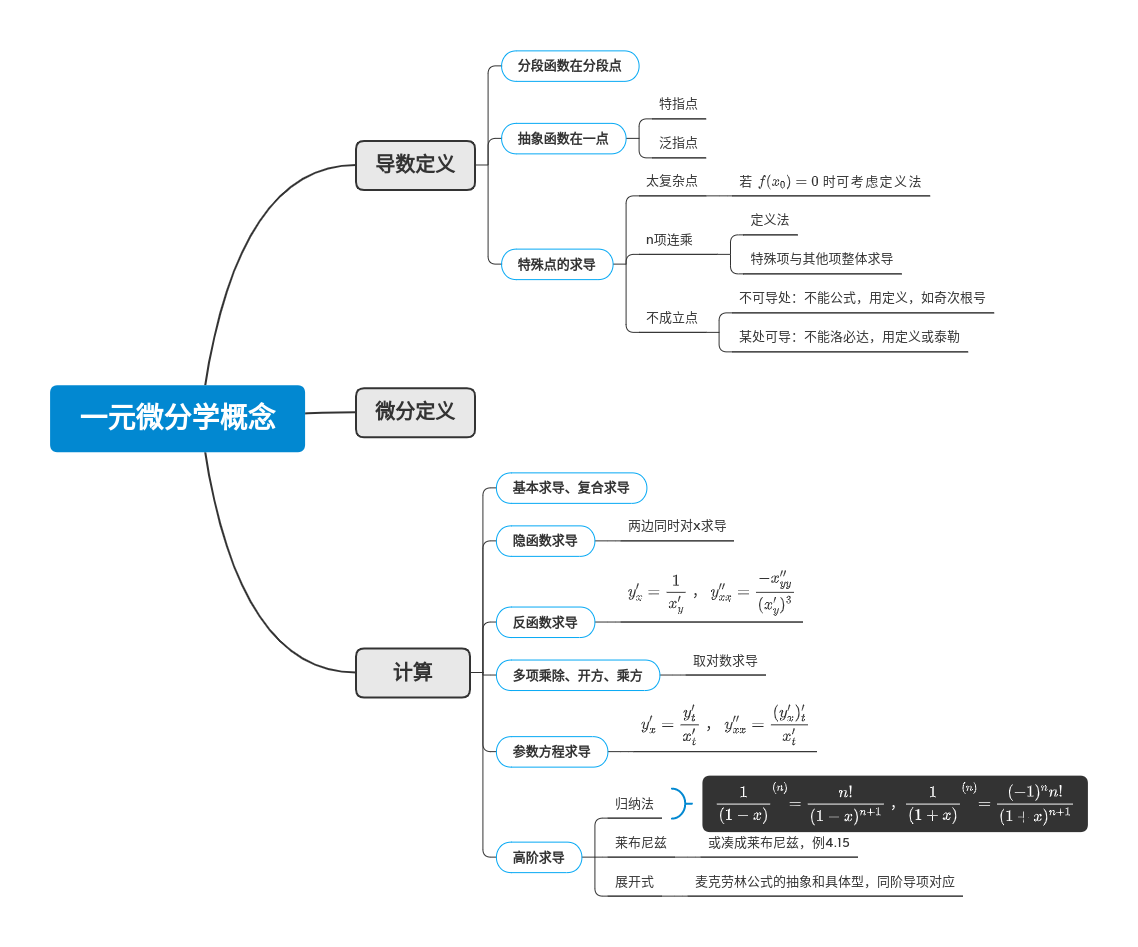 一元微分学概念
导数定义
分段函数在分段点
抽象函数在一点
特指点
泛指点
特殊点的求导
太复杂点
若 f(x₀) = 0 时可考虑定义法
n项连乘
定义法
特殊项与其他项整体求导
不成立点
不可导处：不能公式，用定义，如奇次根号
某处可导：不能洛必达，用定义或泰勒
微分定义
计算
基本求导、复合求导
隐函数求导
两边同时对x求导
反函数求导
y'_x = \frac{1}{x'_y} ， y''_{xx} = \frac{-x''_{yy}}{(x'_y)^3}
多项乘除、开方、乘方
取对数求导
参数方程求导
y'_x = \frac{y'_t}{x'_t} ， y''_{xx} = \frac{(y'_x)'_t}{x'_t}
高阶求导
归纳法
\frac{1}{(1-x)}^{(n)} = \frac{n!}{(1-x)^{n+1}} ， \frac{1}{(1+x)}^{(n)} = \frac{(-1)^n n!}{(1+x)^{n+1}}
莱布尼兹
或凑成莱布尼兹，例4.15
展开式
麦克劳林公式的抽象和具体型，同阶导项对应